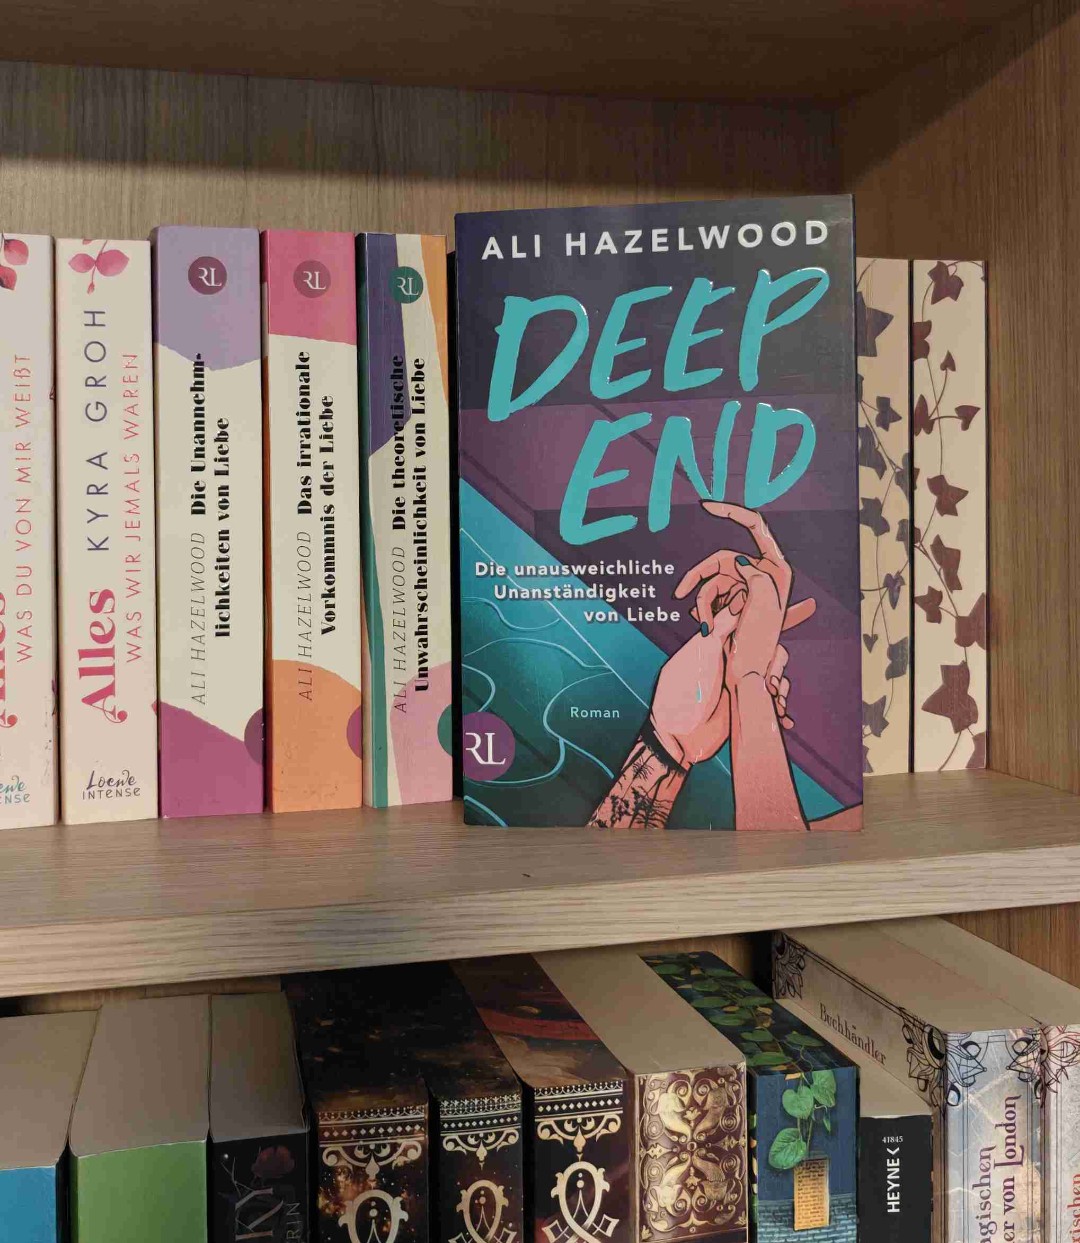 WAS DU VON MIR WEIßT
KYRA GROH
Alles
WAS WIR JEMALS WAREN
Loewe
INTENSE
RL
ALI HAZELWOOD
Die Unannehm-
lichkeiten von Liebe
RL
ALI HAZELWOOD
Das irrationale
Vorkommnis der Liebe
RL
ALI HAZELWOOD
Die theoretische
Unwahrscheinlichkeit von Liebe
ALI HAZELWOOD
DEEP
END
Die unausweichliche
Unanständigkeit
von Liebe
Roman
RL
Buchhändler
41845
HEYNE <
London